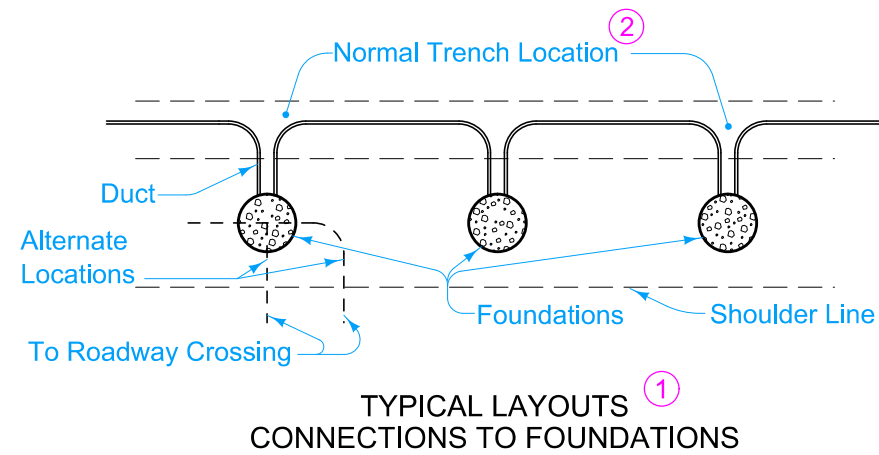 Normal Trench Location 2
Duct
Alternate
Locations
Foundations
Shoulder Line
To Roadway Crossing
TYPICAL LAYOUTS 1
CONNECTIONS TO FOUNDATIONS